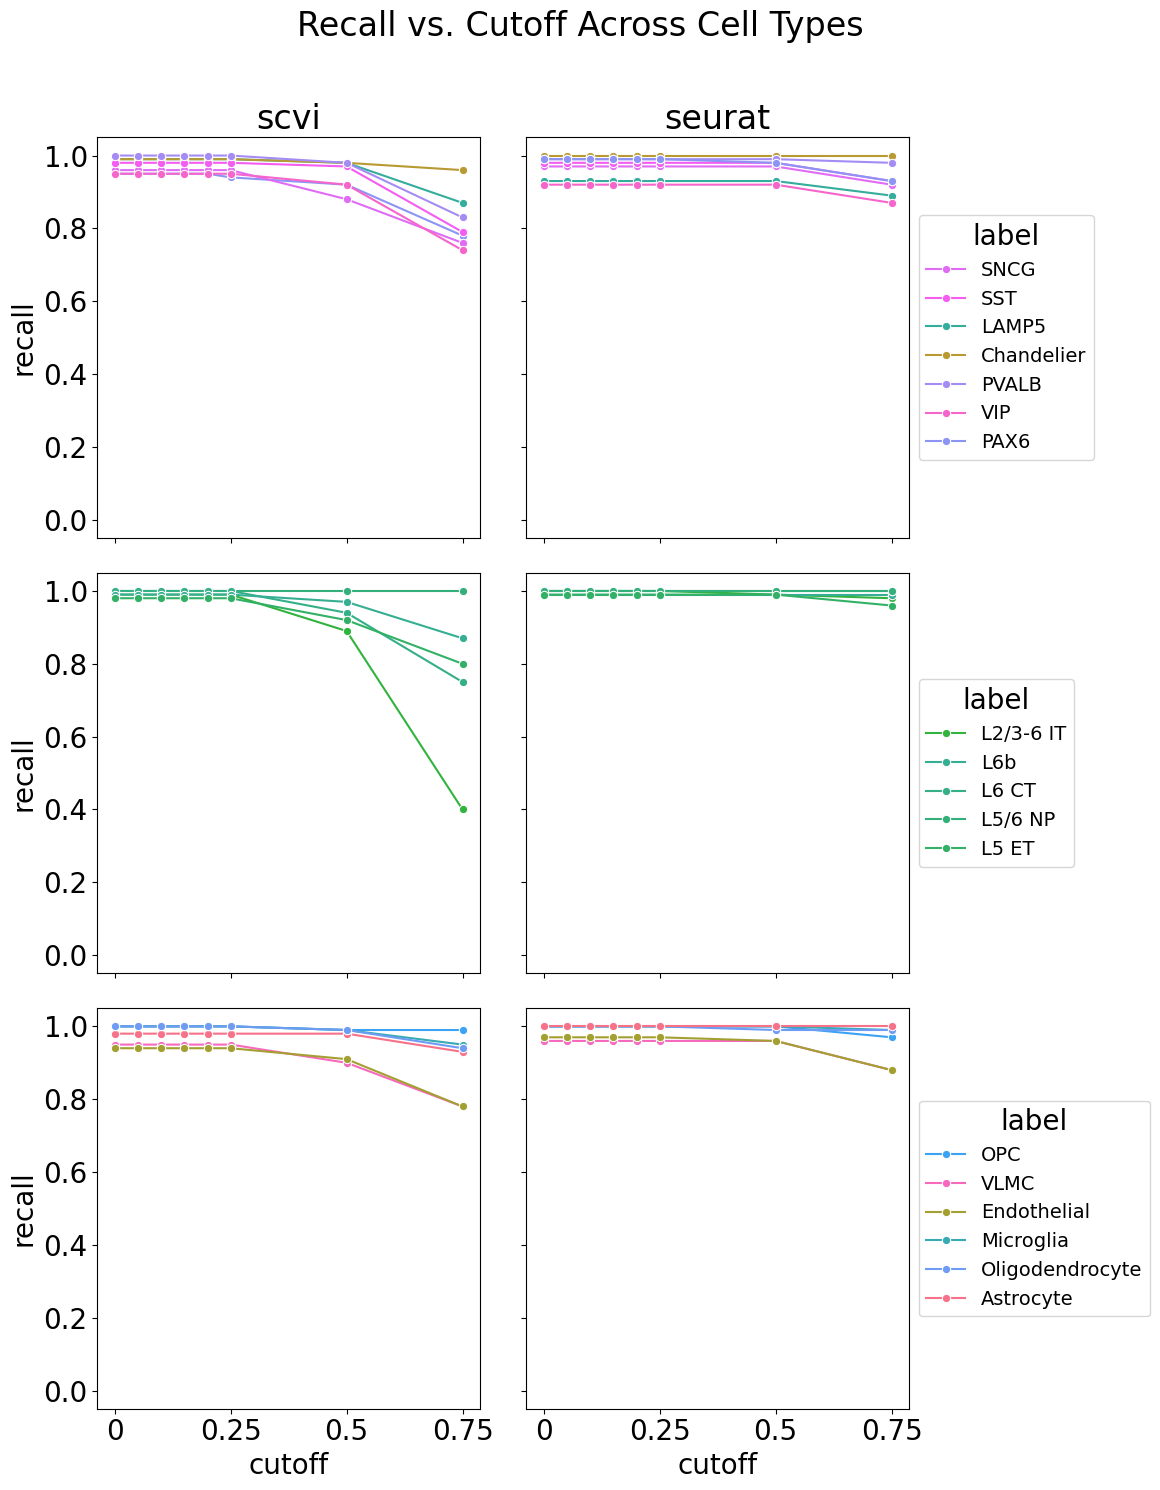 Recall vs. Cutoff Across Cell Types
scvi
seurat
recall
1.0
0.8
0.6
0.4
0.2
0.0
label
SNCG
SST
LAMP5
Chandelier
PVALB
VIP
PAX6
recall
1.0
0.8
0.6
0.4
0.2
0.0
label
L2/3-6 IT
L6b
L6 CT
L5/6 NP
L5 ET
recall
1.0
0.8
0.6
0.4
0.2
0.0
label
OPC
VLMC
Endothelial
Microglia
Oligodendrocyte
Astrocyte
0 0.25 0.5 0.75
cutoff
0 0.25 0.5 0.75
cutoff